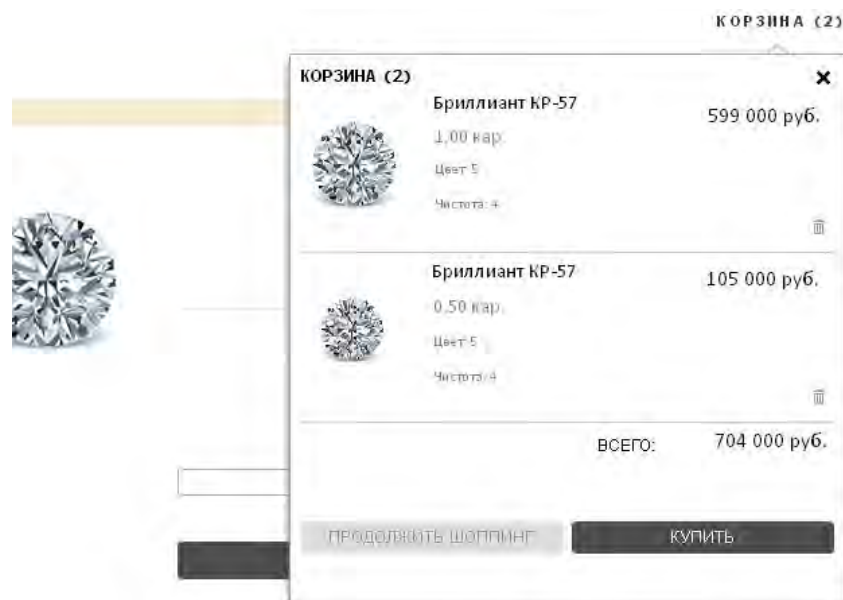 КОРЗИНА (2)
КОРЗИНА (2)
Бриллиант КР-57
599 000 руб.
1,00 кар.
Цвет 5
Чистота: 4
Бриллиант КР-57
105 000 руб.
0,50 кар.
Цвет 5
Чистота: 4
ВСЕГО: 704 000 руб.
ПРОДОЛЖИТЬ ШОППИНГ КУПИТЬ